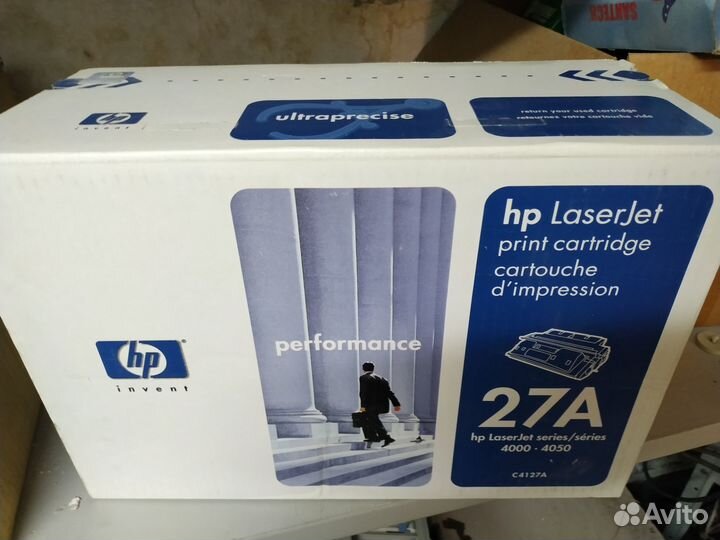 SANTECH
hp
invent
ultraprecise
return your used cartridge
retournez votre cartouche vide
hp LaserJet
print cartridge
cartouche
d'impression
performance
hp
invent
27A
hp LaserJet series/séries
4000 · 4050
C4127A
Avito